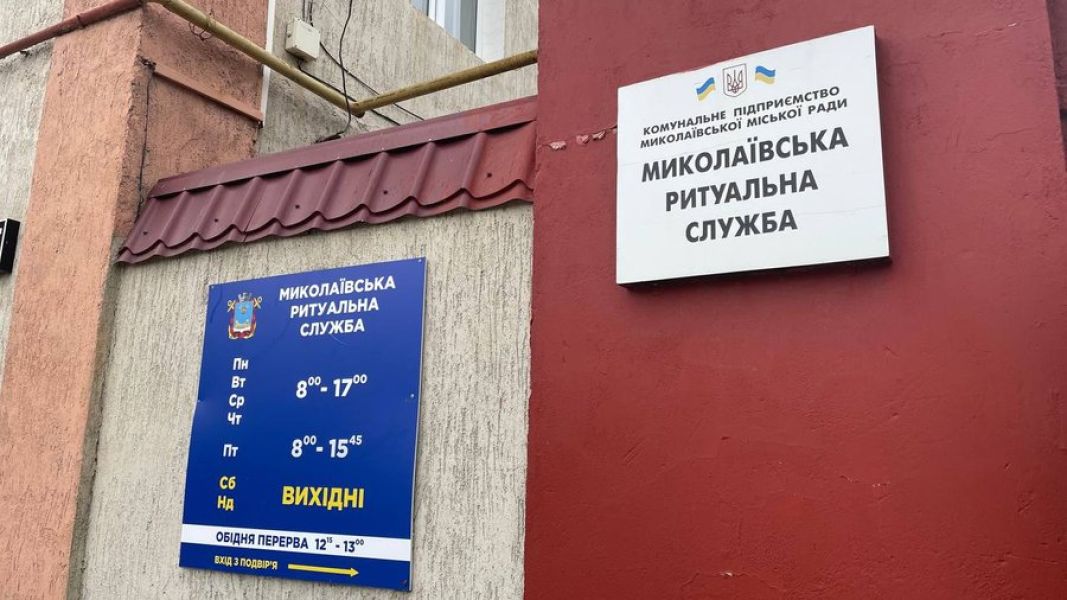 МИКОЛАЇВСЬКА
РИТУАЛЬНА
СЛУЖБА
Пн
Вт
Ср
Чт
8⁰⁰- 17⁰⁰
Пт
8⁰⁰- 15⁴⁵
Сб
Нд
ВИХІДНІ
ОБІДНЯ ПЕРЕРВА 12¹⁵ - 13⁰⁰
ВХІД З ПОДВІР'Я
КОМУНАЛЬНЕ ПІДПРИЄМСТВО
МИКОЛАЇВСЬКОЇ МІСЬКОЇ РАДИ
МИКОЛАЇВСЬКА
РИТУАЛЬНА
СЛУЖБА